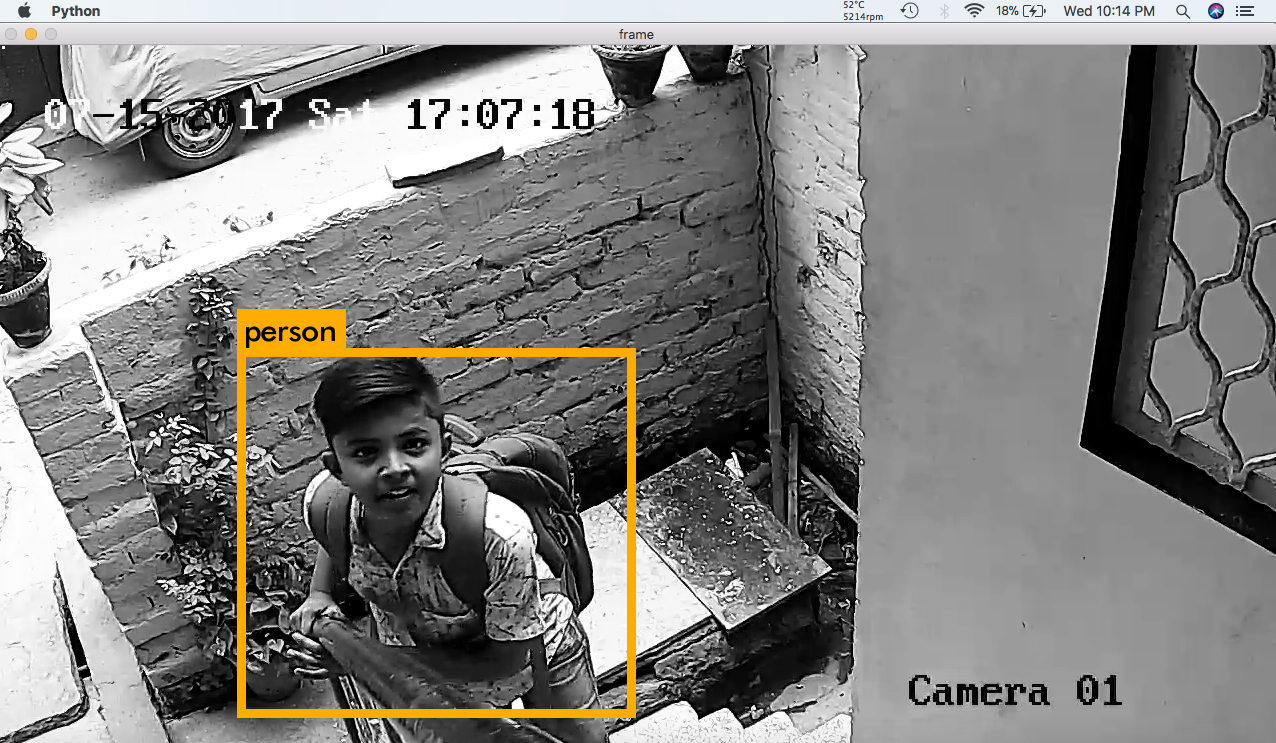 Python
52°C
5214rpm
18%
Wed 10:14 PM
frame
07-15-2017 Sat 17:07:18
person
Camera 01